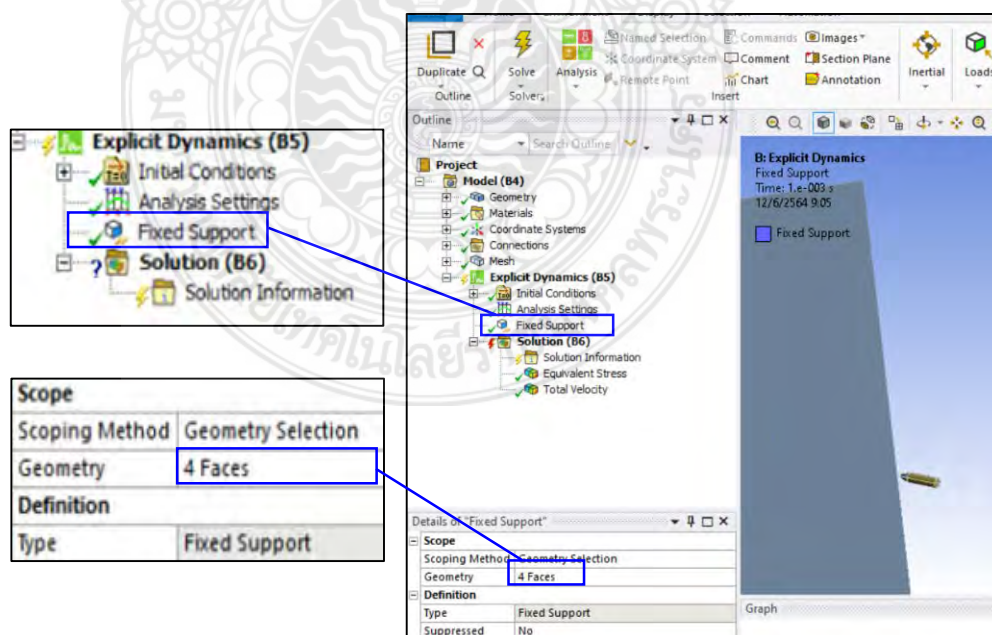 Duplicate
Outline
Solve
Solver
Analysis
Named Selection
Coordinate System
Remote Point
Commands
Comment
Chart
Images
Section Plane
Annotation
Insert
Inertial
Loads
Outline
Name
Search Outline
Project
Model (B4)
Geometry
Materials
Coordinate Systems
Connections
Mesh
Explicit Dynamics (B5)
Initial Conditions
Analysis Settings
Fixed Support
Solution (B6)
Solution Information
Equivalent Stress
Total Velocity
B: Explicit Dynamics
Fixed Support
Time: 1.e-003 s
12/6/2564 9:05
Fixed Support
Explicit Dynamics (B5)
Initial Conditions
Analysis Settings
Fixed Support
Solution (B6)
Solution Information
Scope
Scoping Method Geometry Selection
Geometry 4 Faces
Definition
Type Fixed Support
Details of "Fixed Support"
Scope
Scoping Method Geometry Selection
Geometry 4 Faces
Definition
Type Fixed Support
Suppressed No
Graph